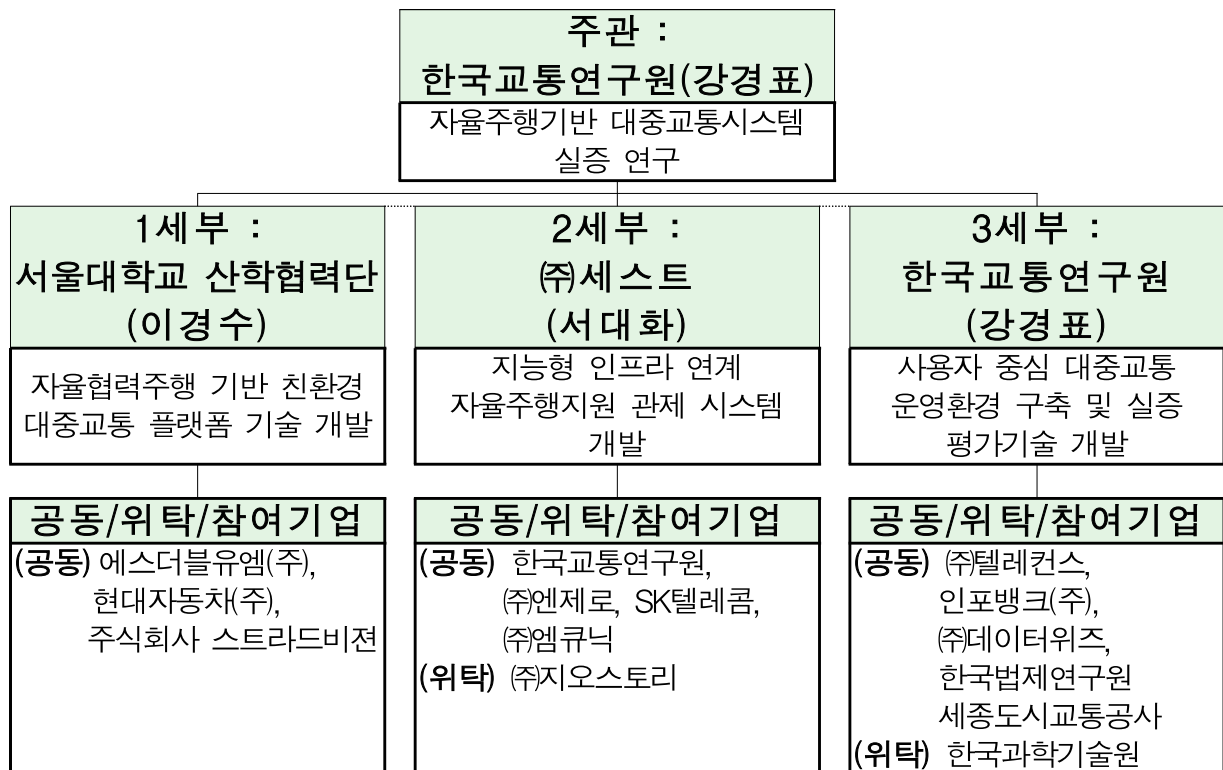 주관 :
한국교통연구원(강경표)
자율주행기반 대중교통시스템
실증 연구
1세부 :
서울대학교 산학협력단
(이경수)
자율협력주행 기반 친환경
대중교통 플랫폼 기술 개발
공동/위탁/참여기업
(공동) 에스더블유엠(주),
현대자동차(주),
주식회사 스트라드비젼
2세부 :
㈜세스트
(서대화)
지능형 인프라 연계
자율주행지원 관제 시스템
개발
공동/위탁/참여기업
(공동) 한국교통연구원,
㈜엔제로, SK텔레콤,
㈜엠큐닉
(위탁) ㈜지오스토리
3세부 :
한국교통연구원
(강경표)
사용자 중심 대중교통
운영환경 구축 및 실증
평가기술 개발
공동/위탁/참여기업
(공동) ㈜텔레컨스,
인포뱅크(주),
㈜데이터위즈,
한국법제연구원
세종도시교통공사
(위탁) 한국과학기술원